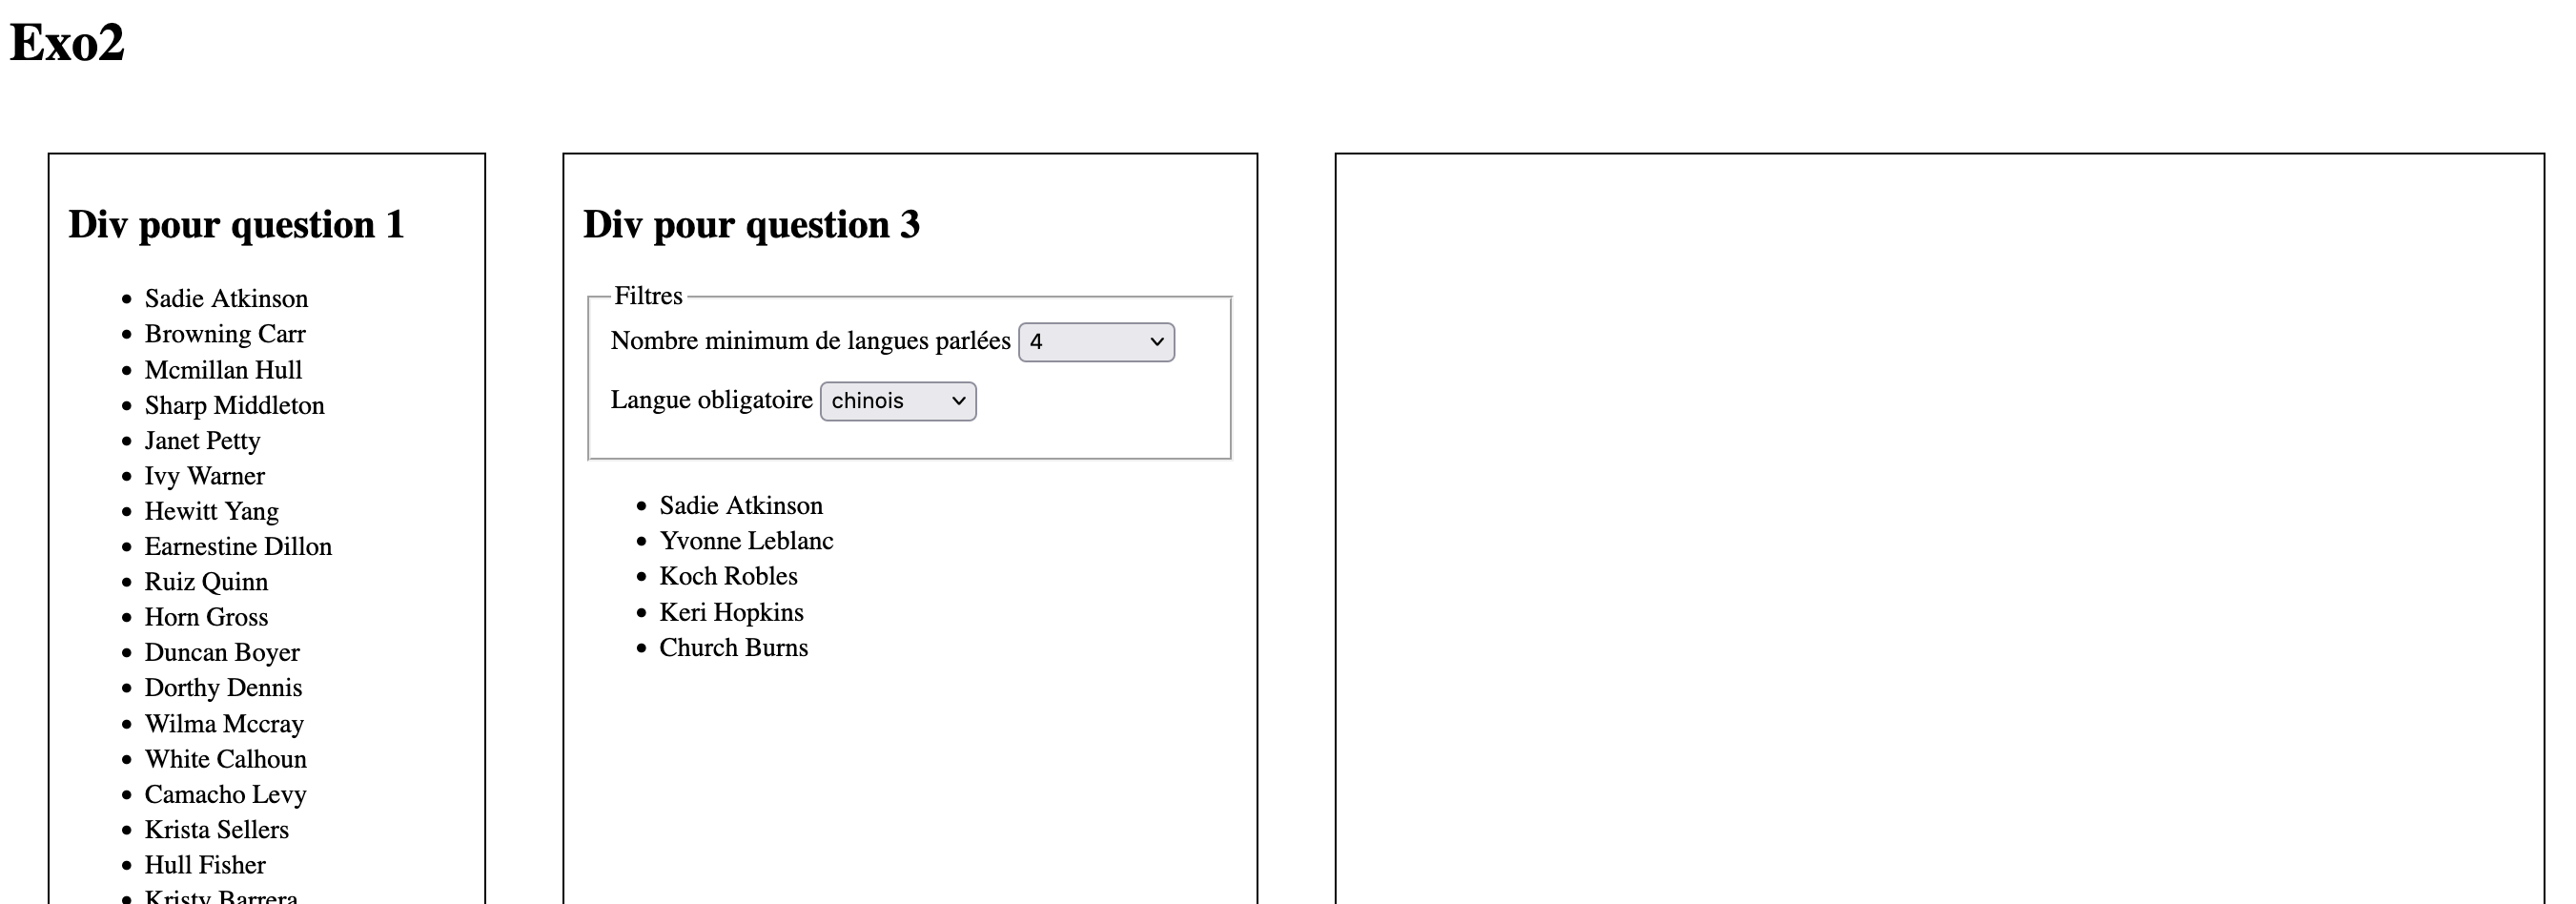 Exo2
Div pour question 1
Sadie Atkinson
Browning Carr
Mcmillan Hull
Sharp Middleton
Janet Petty
Ivy Warner
Hewitt Yang
Earnestine Dillon
Ruiz Quinn
Horn Gross
Duncan Boyer
Dorthy Dennis
Wilma Mccray
White Calhoun
Camacho Levy
Krista Sellers
Hull Fisher
Kristy Barrera
Div pour question 3
Filtres
Nombre minimum de langues parlées 4
Langue obligatoire chinois
Sadie Atkinson
Yvonne Leblanc
Koch Robles
Keri Hopkins
Church Burns